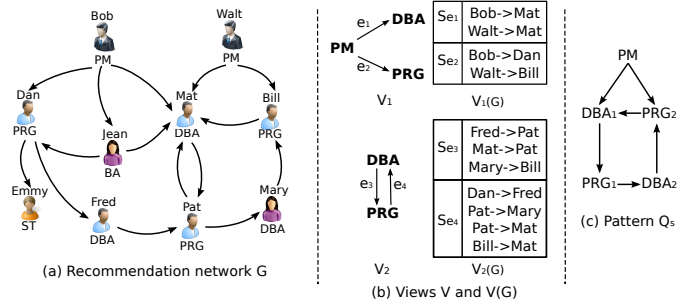 Bob
PM
Walt
PM
Dan
PRG
Jean
BA
Mat
DBA
Bill
PRG
Emmy
ST
Fred
DBA
Pat
PRG
Mary
DBA
(a) Recommendation network G
PM
e1
DBA
e2
PRG
V1
Se1
Bob->Mat
Walt->Mat
Se2
Bob->Dan
Walt->Bill
V1(G)
DBA
e3
e4
PRG
V2
Se3
Fred->Pat
Mat->Pat
Mary->Bill
Se4
Dan->Fred
Pat->Mary
Pat->Mat
Bill->Mat
V2(G)
(b) Views V and V(G)
PM
DBA1
PRG2
PRG1
DBA2
(c) Pattern Qs